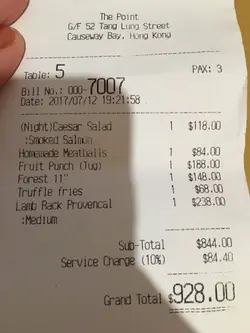 The Point
G/F 52 Tang Lung Street
Causeway Bay, Hong Kong
Table: 5 PAX: 3
Bill No.: 000-7007
Date: 2017/07/12 19:21:58
(Night)Caesar Salad 1 $118.00
:Smoked Salmon
Homemade Meatballs 1 $84.00
Fruit Punch (Jug) 1 $188.00
Forest 11" 1 $148.00
Truffle fries 1 $68.00
Lamb Rack Provencal 1 $238.00
:Medium
Sub-Total $844.00
Service Charge (10%) $84.40
Grand Total $928.00